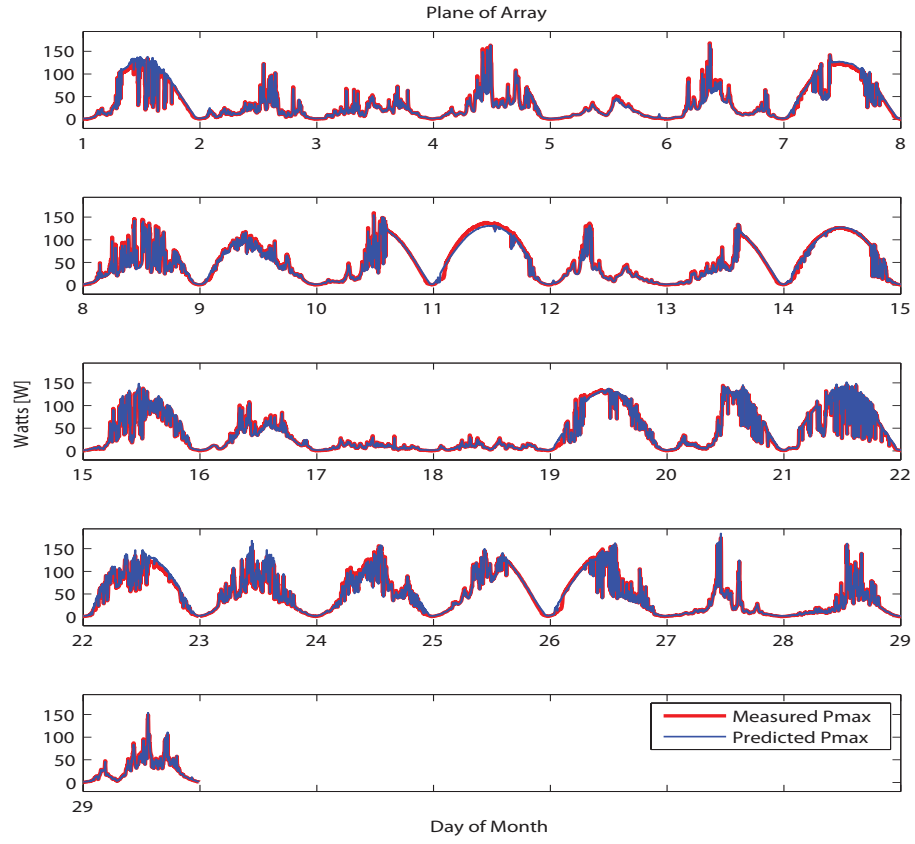 Plane of Array
150
100
50
0
1 2 3 4 5 6 7 8
150
100
50
0
8 9 10 11 12 13 14 15
Watts [W]
150
100
50
0
15 16 17 18 19 20 21 22
150
100
50
0
22 23 24 25 26 27 28 29
150
100
50
0
29
Measured Pmax
Predicted Pmax
Day of Month